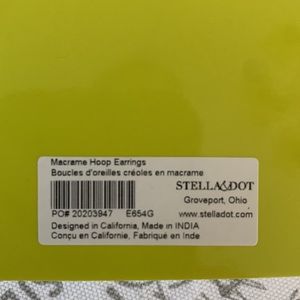 Macrame Hoop Earrings
Boucles d'oreilles créoles en macrame
STELLA&DOT
Groveport, Ohio
PO# 20203947 E654G www.stelladot.com
Designed in California, Made in INDIA
Conçu en Californie, Fabriqué en Inde